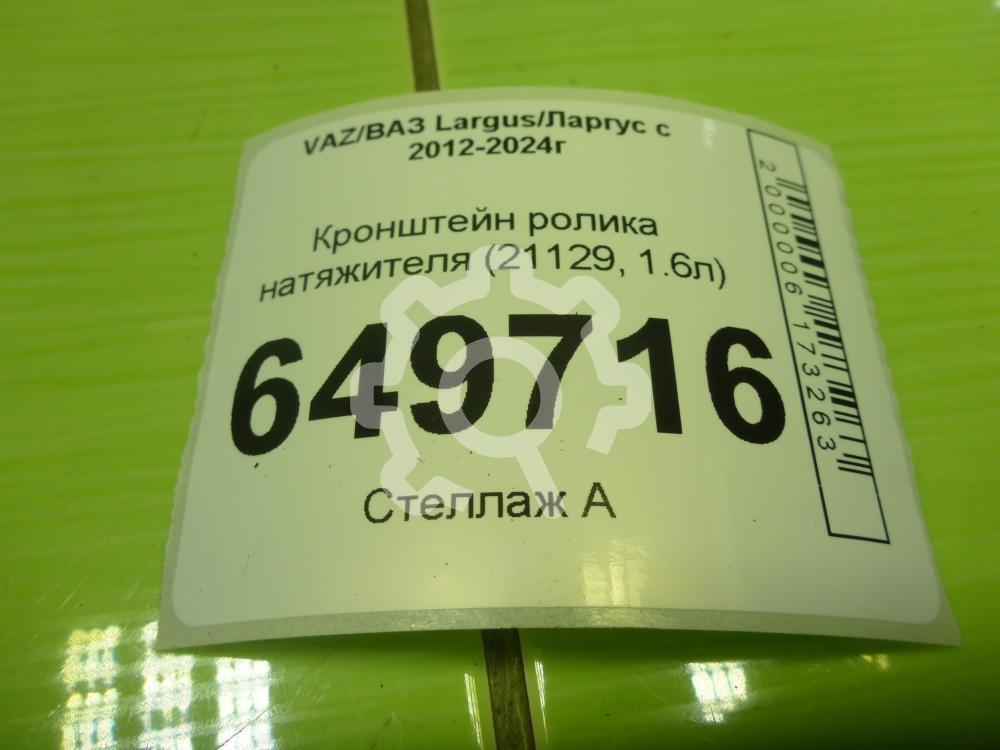 VAZ/ВАЗ Largus/Ларгус с
2012-2024г
Кронштейн ролика
натяжителя (21129, 1.6л)
649716
Стеллаж А
2000006173263